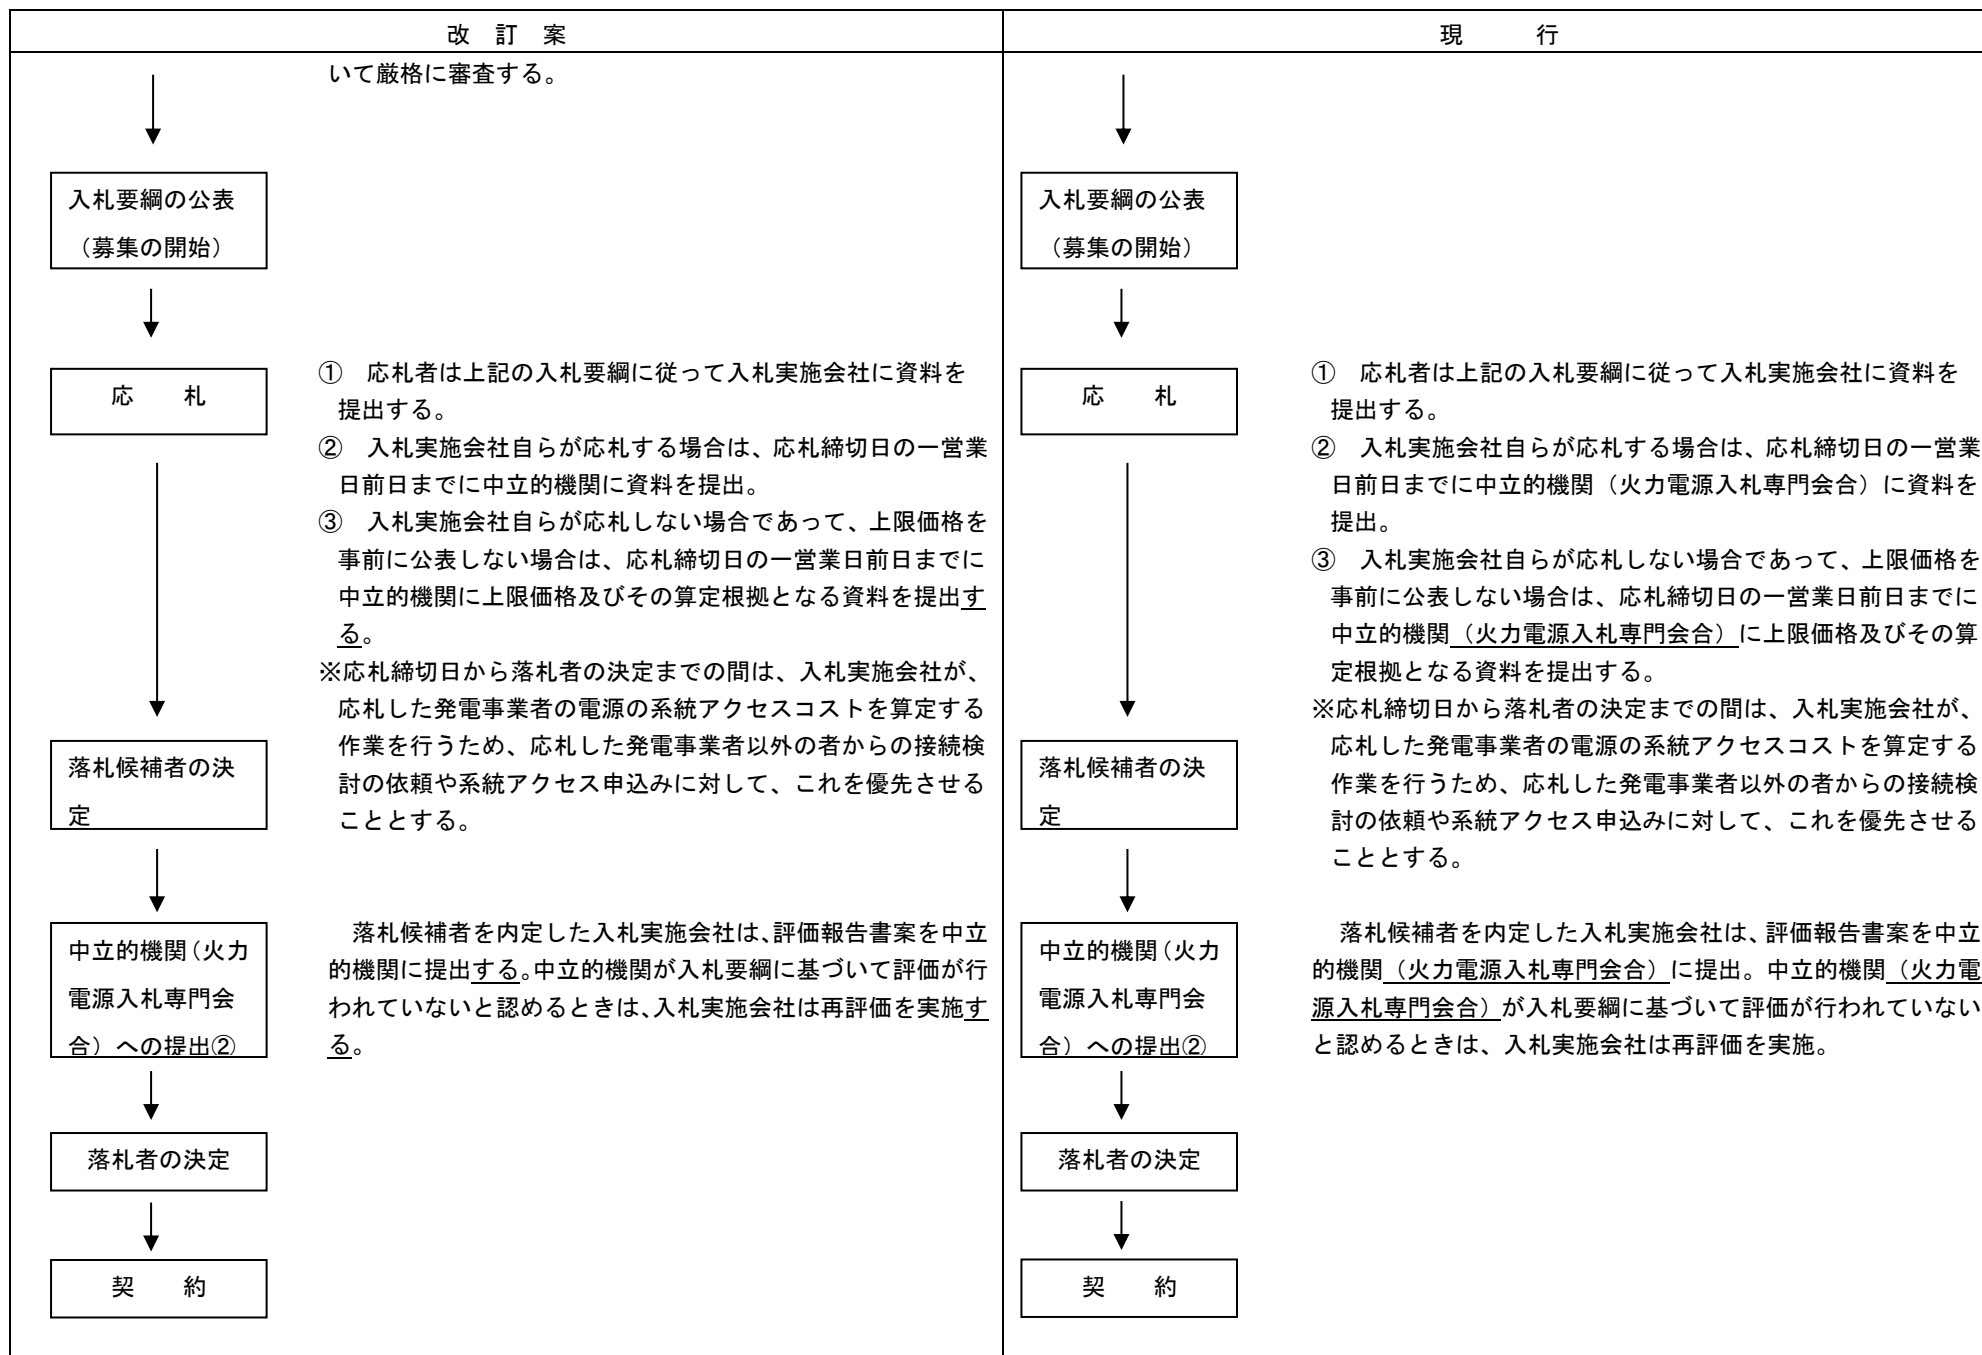 改　訂　案
いて厳格に審査する。
入札要綱の公表
（募集の開始）
応　　札
① 応札者は上記の入札要綱に従って入札実施会社に資料を
提出する。
② 入札実施会社自らが応札する場合は、応札締切日の一営業
日前日までに中立的機関に資料を提出。
③ 入札実施会社自らが応札しない場合であって、上限価格を
事前に公表しない場合は、応札締切日の一営業日前日までに
中立的機関に上限価格及びその算定根拠となる資料を提出す
る。
※応札締切日から落札者の決定までの間は、入札実施会社が、
応札した発電事業者の電源の系統アクセスコストを算定する
作業を行うため、応札した発電事業者以外の者からの接続検
討の依頼や系統アクセス申込みに対して、これを優先させる
こととする。
落札候補者の決
定
中立的機関（火力
電源入札専門会
合）への提出②
落札候補者を内定した入札実施会社は、評価報告書案を中立
的機関に提出する。中立的機関が入札要綱に基づいて評価が行
われていないと認めるときは、入札実施会社は再評価を実施す
る。
落札者の決定
契　　約
現　　行
入札要綱の公表
（募集の開始）
応　　札
① 応札者は上記の入札要綱に従って入札実施会社に資料を
提出する。
② 入札実施会社自らが応札する場合は、応札締切日の一営業
日前日までに中立的機関（火力電源入札専門会合）に資料を
提出。
③ 入札実施会社自らが応札しない場合であって、上限価格を
事前に公表しない場合は、応札締切日の一営業日前日までに
中立的機関（火力電源入札専門会合）に上限価格及びその算
定根拠となる資料を提出する。
※応札締切日から落札者の決定までの間は、入札実施会社が、
応札した発電事業者の電源の系統アクセスコストを算定する
作業を行うため、応札した発電事業者以外の者からの接続検
討の依頼や系統アクセス申込みに対して、これを優先させる
こととする。
落札候補者の決
定
中立的機関（火力
電源入札専門会
合）への提出②
落札候補者を内定した入札実施会社は、評価報告書案を中立
的機関（火力電源入札専門会合）に提出。中立的機関（火力電
源入札専門会合）が入札要綱に基づいて評価が行われていない
と認めるときは、入札実施会社は再評価を実施。
落札者の決定
契　　約